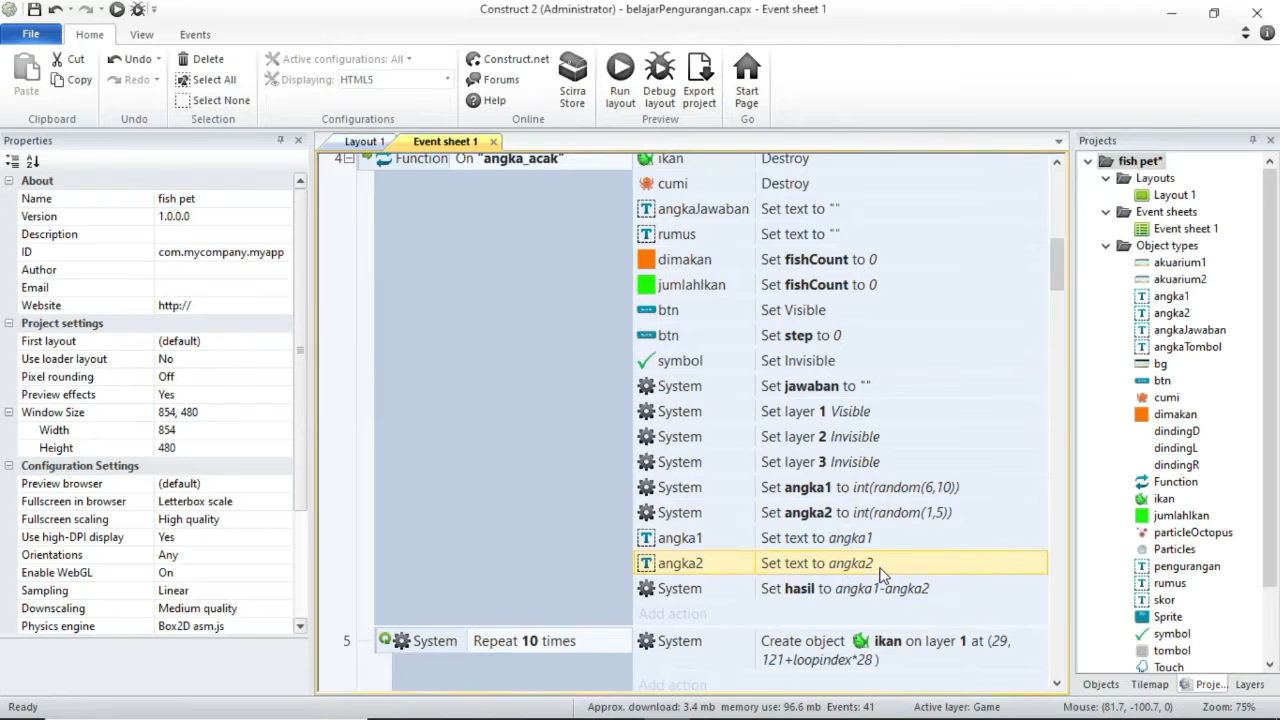 Construct 2 (Administrator) - belajarPengurangan.capx - Event sheet 1
File Home View Events
Paste Cut Copy
Clipboard
Undo Redo
Undo
Delete
Select All
Select None
Selection
Active configurations: All
Displaying: HTML5
Configurations
Construct.net
Forums
Help
Scirra Store
Online
Run layout
Debug layout
Export project
Preview
Start Page
Go
Properties
About
Name fish pet
Version 1.0.0.0
Description
ID com.mycompany.myapp
Author
Email
Website http://
Project settings
First layout (default)
Use loader layout No
Pixel rounding Off
Preview effects Yes
Window Size 854, 480
Width 854
Height 480
Configuration Settings
Preview browser (default)
Fullscreen in browser Letterbox scale
Fullscreen scaling High quality
Use high-DPI display Yes
Orientations Any
Enable WebGL On
Sampling Linear
Downscaling Medium quality
Physics engine Box2D asm.js
Layout 1 Event sheet 1
4 Function On "angka_acak"
ikan Destroy
cumi Destroy
angkaJawaban Set text to ""
rumus Set text to ""
dimakan Set fishCount to 0
jumlahIkan Set fishCount to 0
btn Set Visible
btn Set step to 0
symbol Set Invisible
System Set jawaban to ""
System Set layer 1 Visible
System Set layer 2 Invisible
System Set layer 3 Invisible
System Set angka1 to int(random(6,10))
System Set angka2 to int(random(1,5))
angka1 Set text to angka1
angka2 Set text to angka2
System Set hasil to angka1-angka2
Add action
5 System Repeat 10 times
System Create object ikan on layer 1 at (29,
121+loopindex*28 )
Add action
Projects
fish pet*
Layouts
Layout 1
Event sheets
Event sheet 1
Object types
akuarium1
akuarium2
angka1
angka2
angkaJawaban
angkaTombol
bg
btn
cumi
dimakan
dindingD
dindingL
dindingR
Function
ikan
jumlahIkan
particleOctopus
Particles
pengurangan
rumus
skor
Sprite
symbol
tombol
Touch
Objects Tilemap Proje... Layers
Ready
Approx. download: 3.4 mb memory use: 96.6 mb Events: 41 Active layer: Game Mouse: (81.7, -100.7, 0) Zoom: 75%